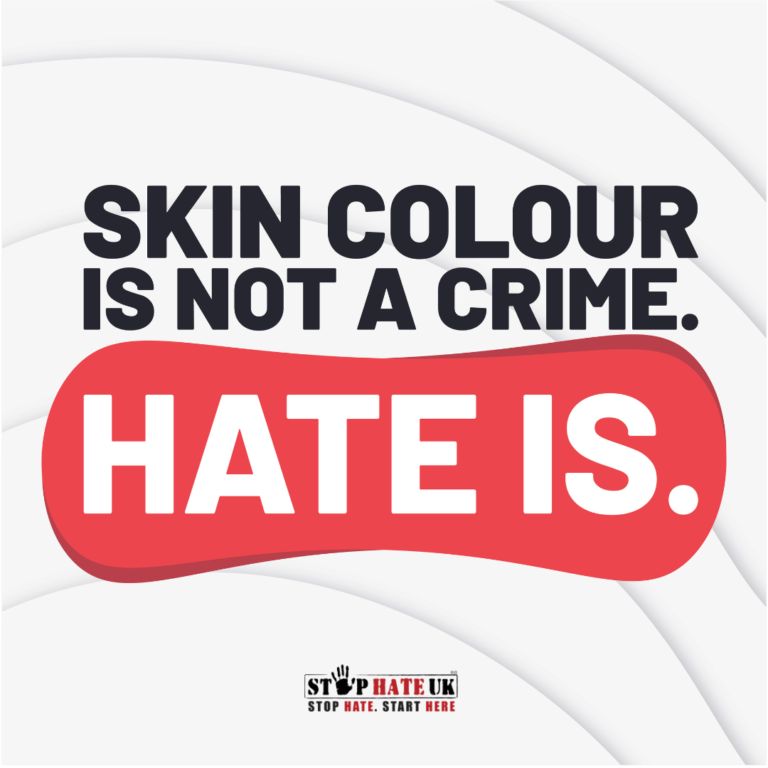 SKIN COLOUR
IS NOT A CRIME.
HATE IS.
STOP HATE UK
STOP HATE. START HERE